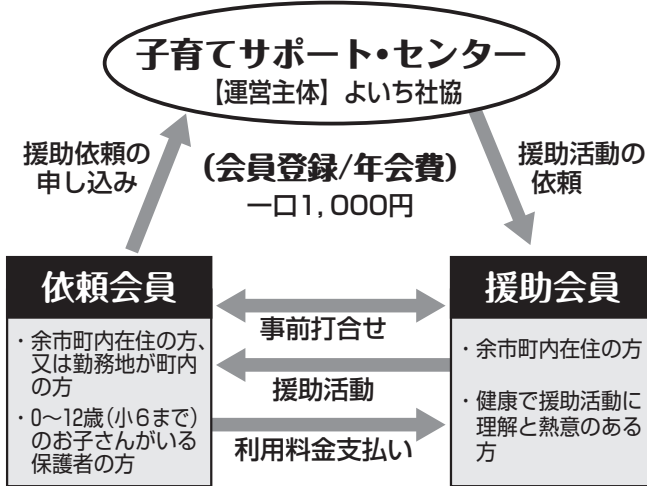 子育てサポート・センター
【運営主体】よいち社協
援助依頼の
申し込み
(会員登録/年会費)
一口1,000円
援助活動の
依頼
依頼会員
・余市町内在住の方、
又は勤務地が町内
の方
・0〜12歳(小6まで)
のお子さんがいる
保護者の方
事前打合せ
援助活動
利用料金支払い
援助会員
・余市町内在住の方
・健康で援助活動に
理解と熱意のある
方